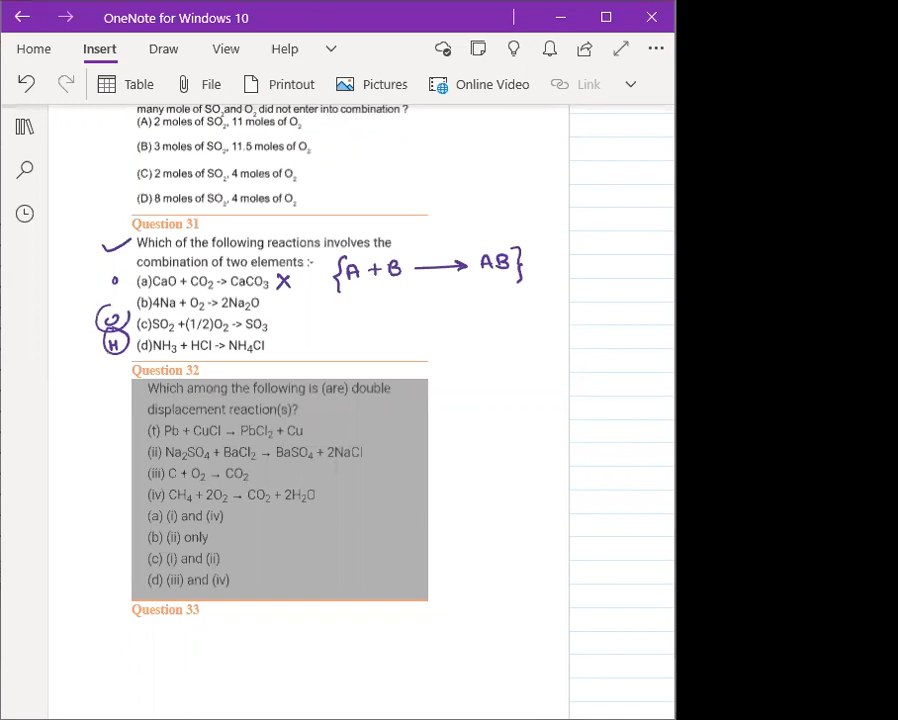 OneNote for Windows 10
Home Insert Draw View Help
Table File Printout Pictures Online Video Link
many mole of SO₂and O₂ did not enter into combination ?
(A) 2 moles of SO₂, 11 moles of O₂
(B) 3 moles of SO₂, 11.5 moles of O₂
(C) 2 moles of SO₂, 4 moles of O₂
(D) 8 moles of SO₂, 4 moles of O₂
Question 31
Which of the following reactions involves the
combination of two elements :-
{A + B ⟶ AB}
(a)CaO + CO₂ -> CaCO₃ X
(b)4Na + O₂ -> 2Na₂O
(c)SO₂ +(1/2)O₂ -> SO₃
H (d)NH₃ + HCl -> NH₄Cl
Question 32
Which among the following is (are) double
displacement reaction(s)?
(t) Pb + CuCl → PbCl₂ + Cu
(ii) Na₂SO₄ + BaCl₂ → BaSO₄ + 2NaCl
(iii) C + O₂ → CO₂
(iv) CH₄ + 2O₂ → CO₂ + 2H₂O
(a) (i) and (iv)
(b) (ii) only
(c) (i) and (ii)
(d) (iii) and (iv)
Question 33